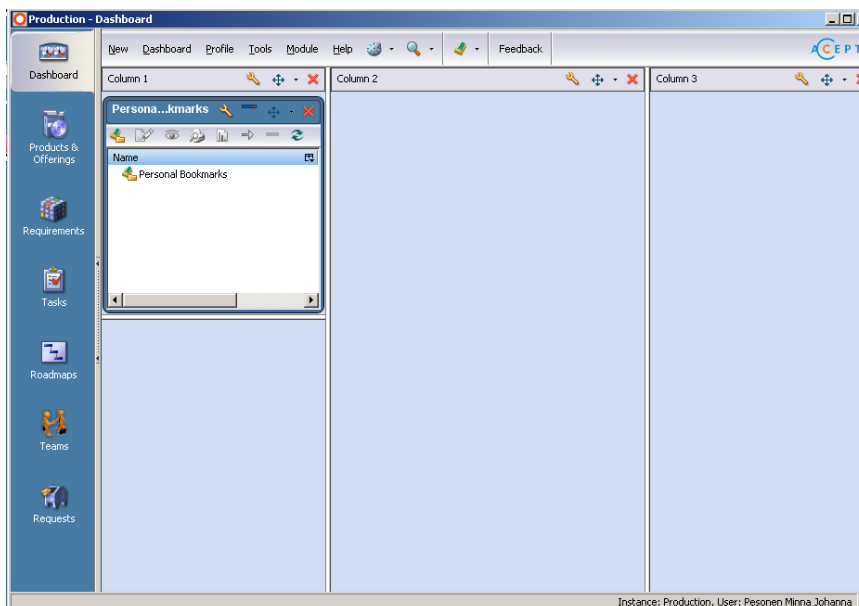 Production - Dashboard
New Dashboard Profile Tools Module Help Feedback
ACEPT
Dashboard
Column 1
Column 2
Column 3
Persona...kmarks
Name
Personal Bookmarks
Products &
Offerings
Requirements
Tasks
Roadmaps
Teams
Requests
Instance: Production, User: Pesonen Minna Johanna